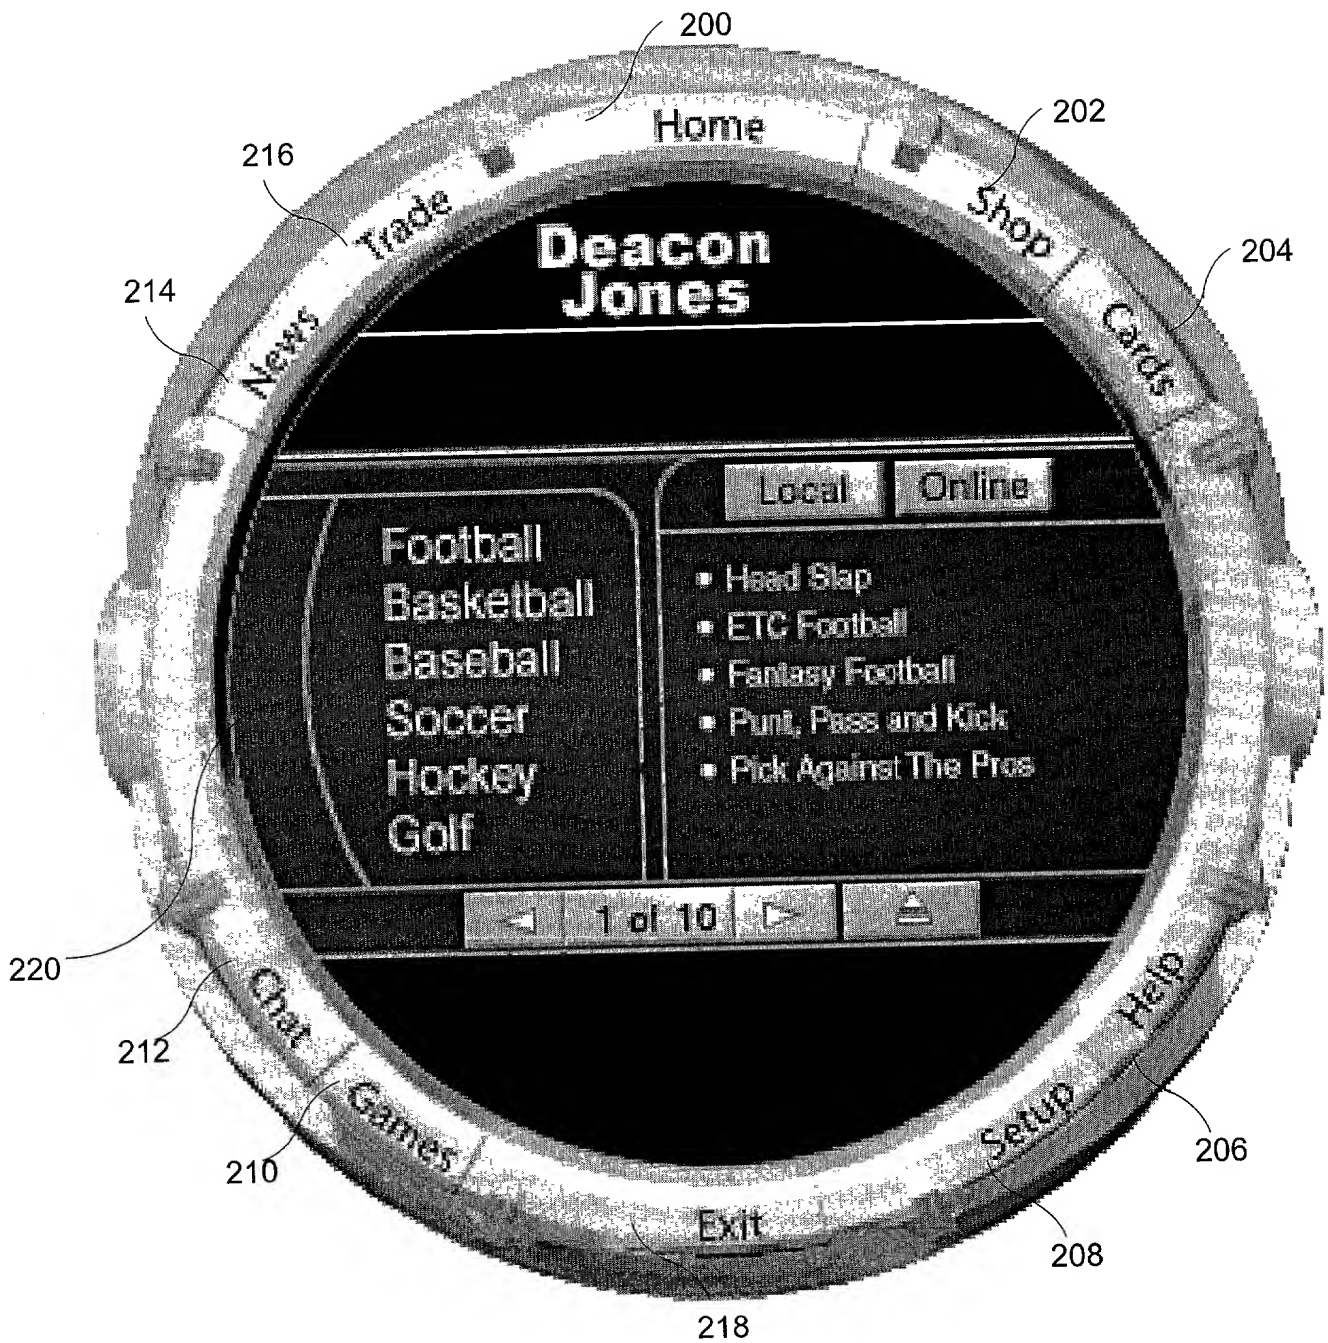 200
Home
202
216
Trade
Shop
Deacon
Jones
204
214
News
Cards
Local
Online
Football
Basketball
Baseball
Soccer
Hockey
Golf
• Head Slap
• ETC Football
• Fantasy Football
• Punt, Pass and Kick
• Pick Against The Pros
1 of 10
220
Chat
Help
212
Games
Setup
210
206
Exit
208
218